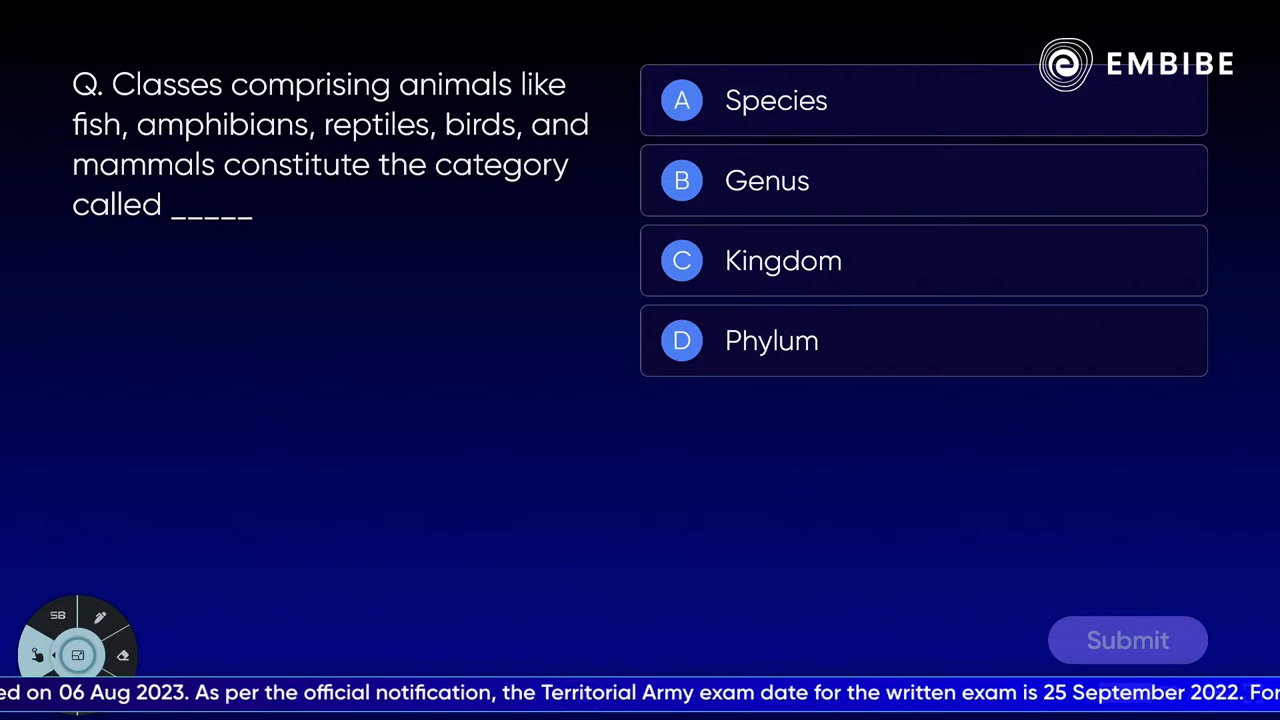 EMBIBE
Q. Classes comprising animals like
fish, amphibians, reptiles, birds, and
mammals constitute the category
called _____
A Species
B Genus
C Kingdom
D Phylum
SB
Submit
ed on 06 Aug 2023. As per the official notification, the Territorial Army exam date for the written exam is 25 September 2022. For